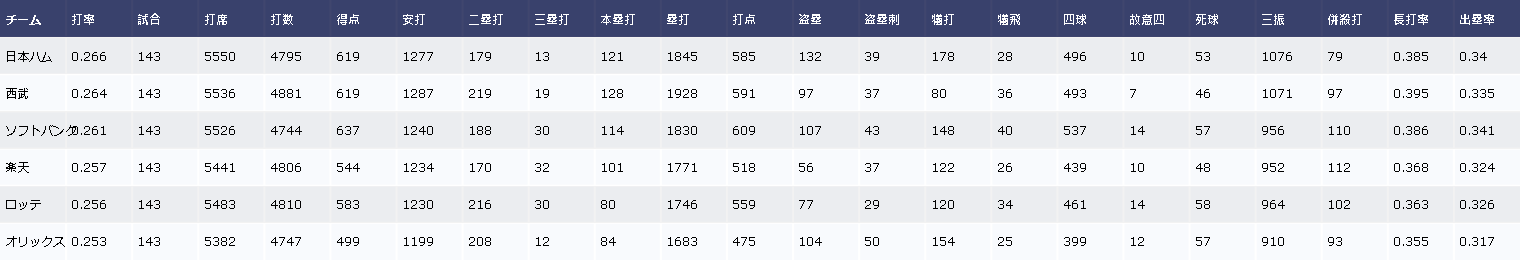 チーム 打率 試合 打席 打数 得点 安打 二塁打 三塁打 本塁打 塁打 打点 盗塁 盗塁刺 犠打 犠飛 四球 故意四 死球 三振 併殺打 長打率 出塁率
日本ハム 0.266 143 5550 4795 619 1277 179 13 121 1845 585 132 39 178 28 496 10 53 1076 79 0.385 0.34
西武 0.264 143 5536 4881 619 1287 219 19 128 1928 591 97 37 80 36 493 7 46 1071 97 0.395 0.335
ソフトバンク 0.261 143 5526 4744 637 1240 188 30 114 1830 609 107 43 148 40 537 14 57 956 110 0.386 0.341
楽天 0.257 143 5441 4806 544 1234 170 32 101 1771 518 56 37 122 26 439 10 48 952 112 0.368 0.324
ロッテ 0.256 143 5483 4810 583 1230 216 30 80 1746 559 77 29 120 34 461 14 58 964 102 0.363 0.326
オリックス 0.253 143 5382 4747 499 1199 208 12 84 1683 475 104 50 154 25 399 12 57 910 93 0.355 0.317